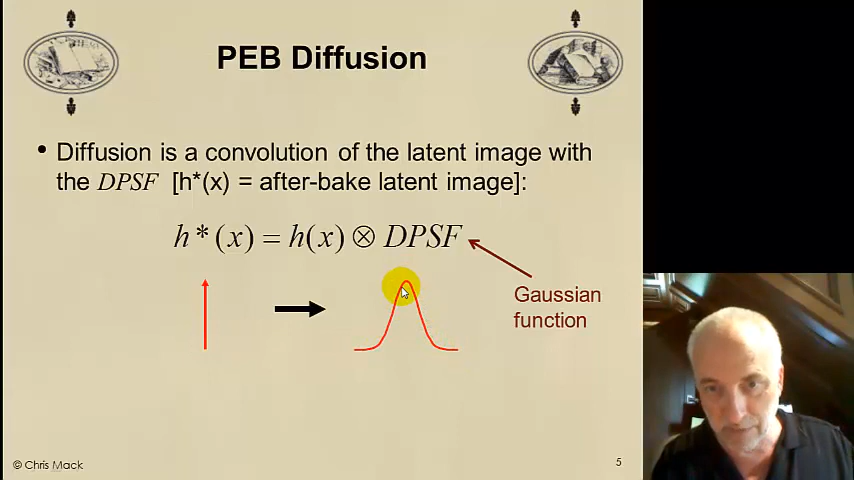 PEB Diffusion
• Diffusion is a convolution of the latent image with
the DPSF [h*(x) = after-bake latent image]:
h*(x) = h(x) ⊗ DPSF
Gaussian
function
© Chris Mack
5